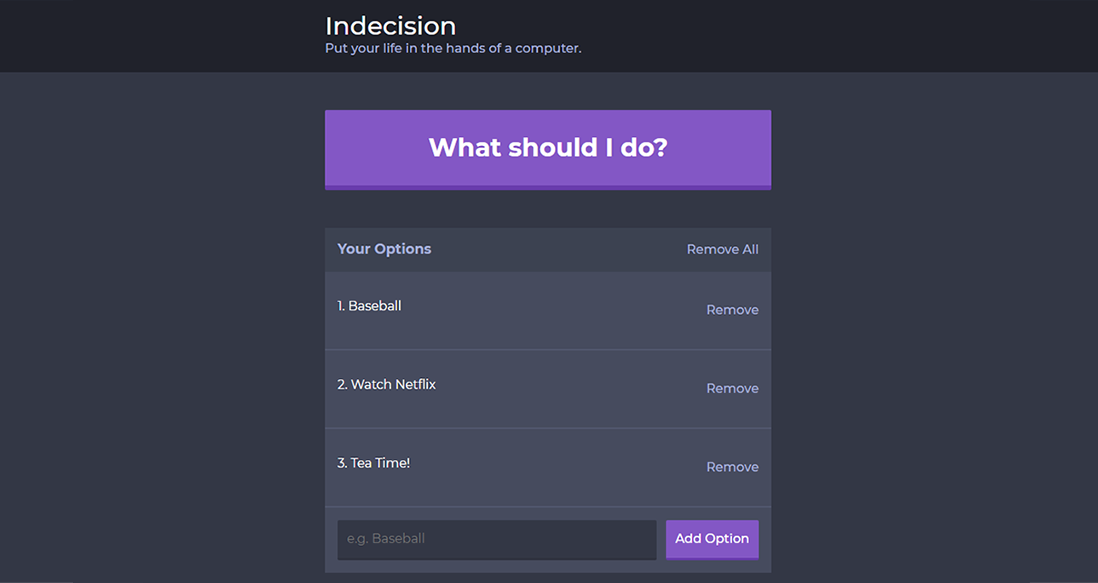 Indecision
Put your life in the hands of a computer.
What should I do?
Your Options
Remove All
1. Baseball
Remove
2. Watch Netflix
Remove
3. Tea Time!
Remove
e.g. Baseball
Add Option